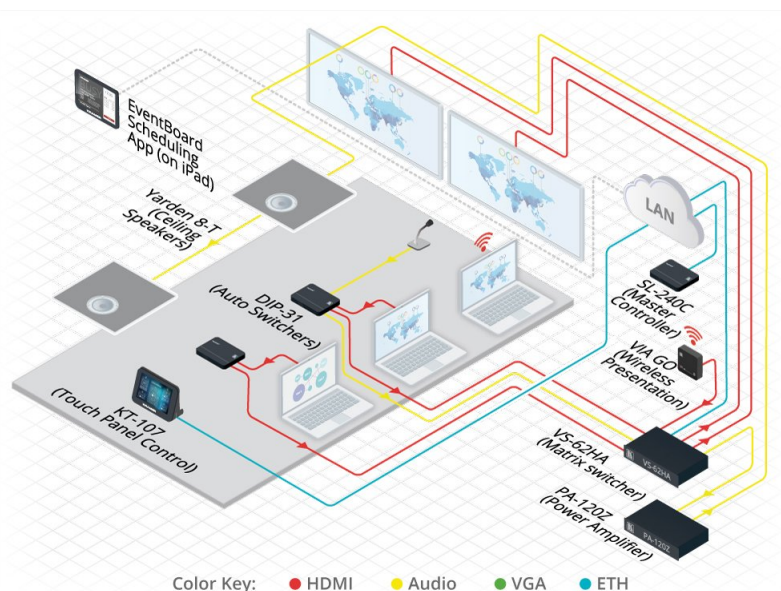 EventBoard
Scheduling
App (on iPad)
LAN
Yarden 8-T
(Ceiling
Speakers)
SL-240C
(Master
Controller)
DIP-31
(Auto Switchers)
VIA GO
(Wireless
Presentation)
KT-107
(Touch Panel Control)
VS-62HA
(Matrix switcher)
VS-62HA
PA-120Z
(Power Amplifier)
PA-120Z
Color Key: HDMI Audio VGA ETH